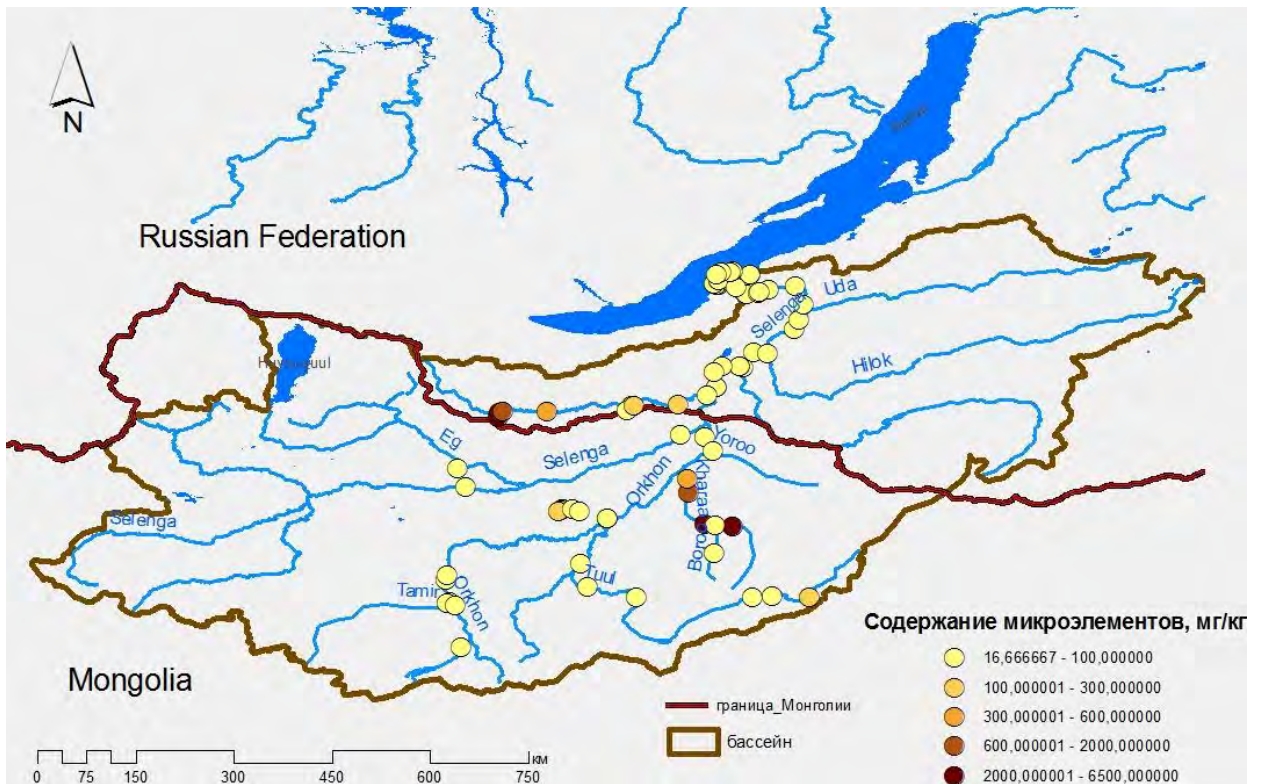 N
Russian Federation
Uda
Selenga
Hilok
Eg
Selenga
Yoroo
Orkhon
Kharaa
Selenga
Boroo
Tuul
Tamir
Orkhon
Mongolia
Содержание микроэлементов, мг/кг
16,666667 - 100,000000
100,000001 - 300,000000
300,000001 - 600,000000
600,000001 - 2000,000000
2000,000001 - 6500,000000
граница_Монголии
бассейн
0 75 150 300 450 600 750 км